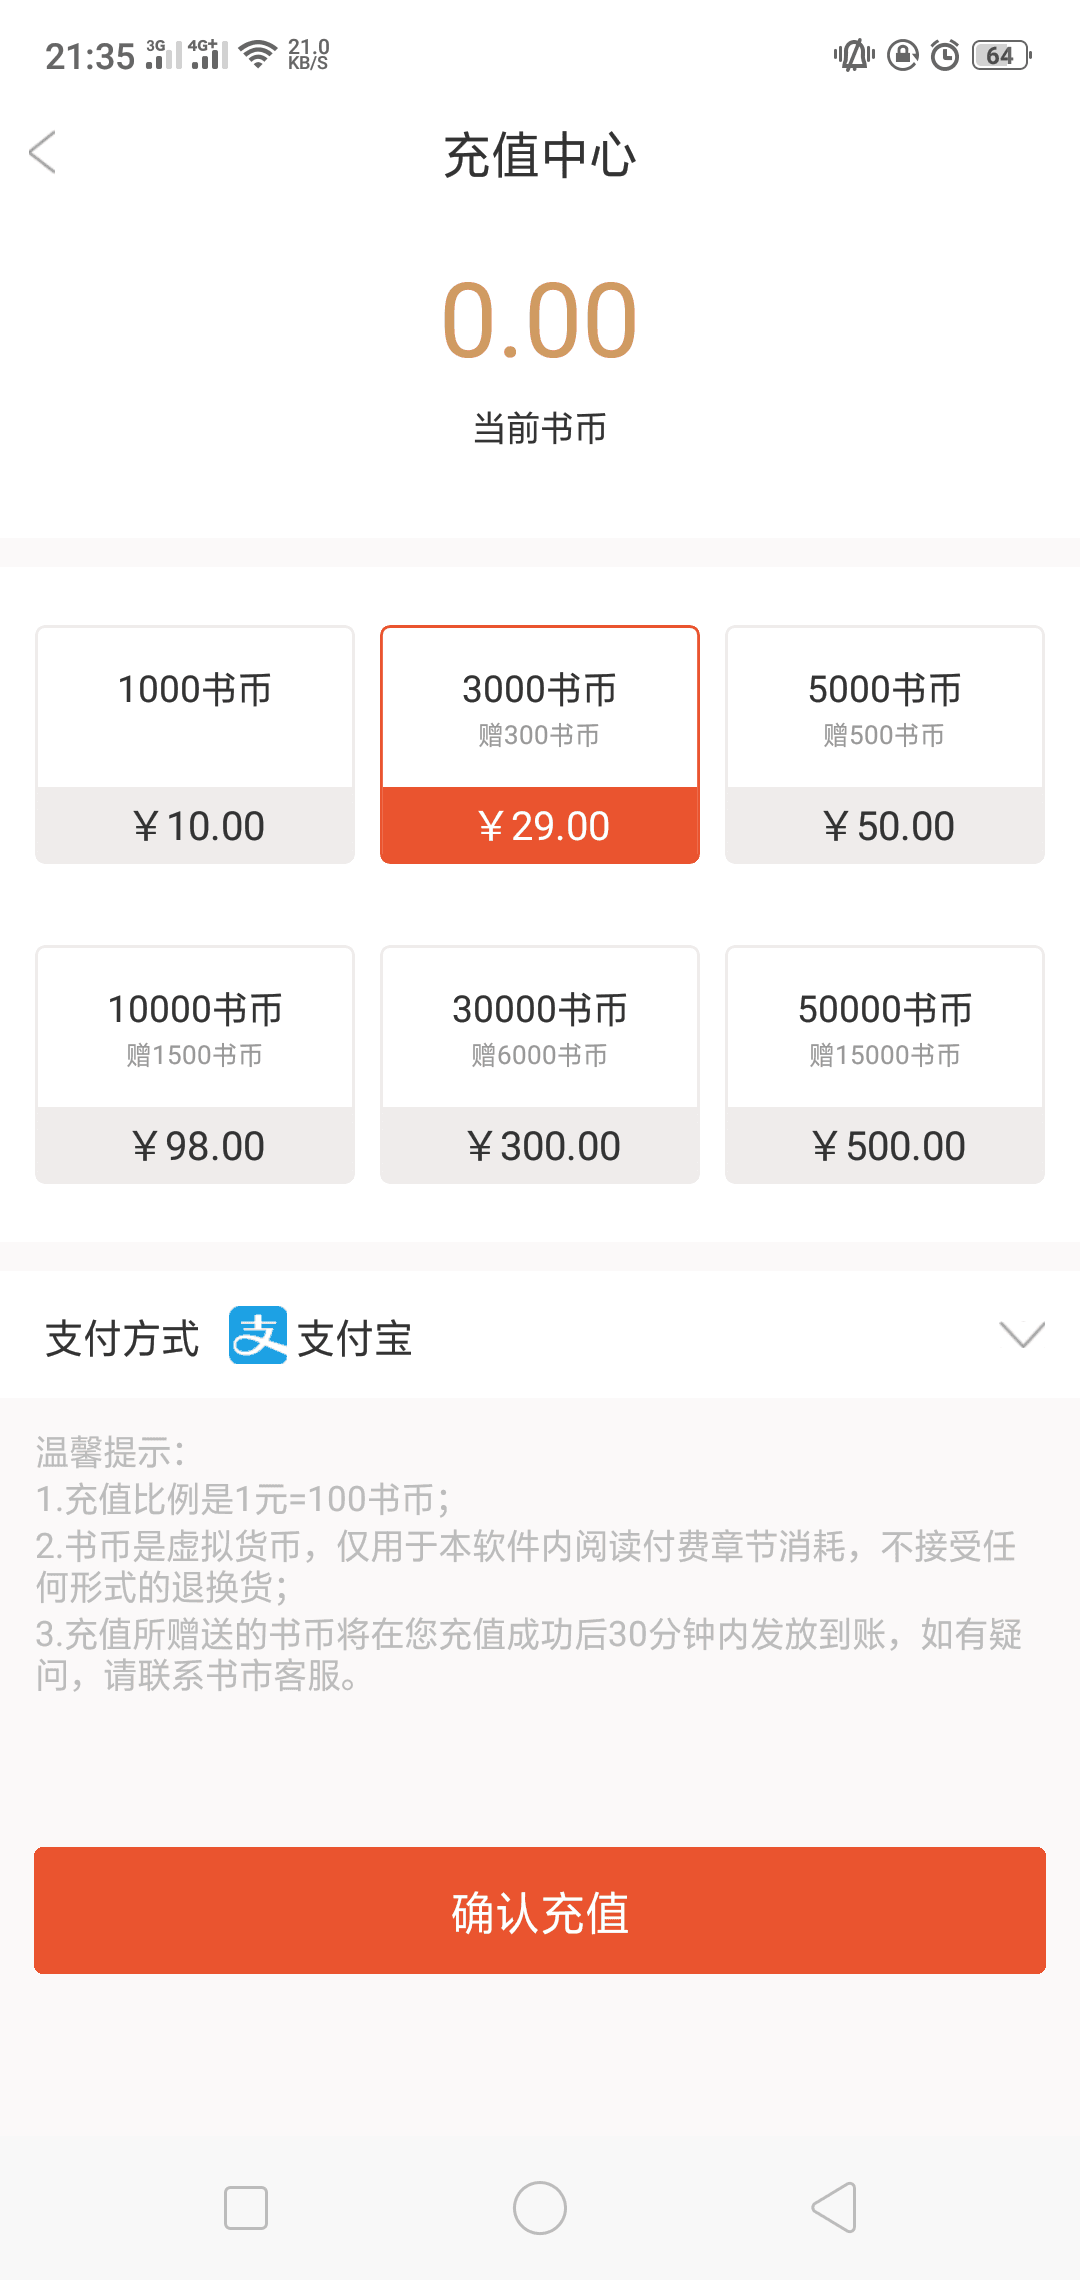 21:35 3G 4G+ 21.0 KB/S 64
充值中心
0.00
当前书币
1000书币 3000书币 5000书币
赠300书币 赠500书币
￥10.00 ￥29.00 ￥50.00
10000书币 30000书币 50000书币
赠1500书币 赠6000书币 赠15000书币
￥98.00 ￥300.00 ￥500.00
支付方式 支 支付宝
温馨提示：
1.充值比例是1元=100书币；
2.书币是虚拟货币，仅用于本软件内阅读付费章节消耗，不接受任
何形式的退换货；
3.充值所赠送的书币将在您充值成功后30分钟内发放到账，如有疑
问，请联系书市客服。
确认充值